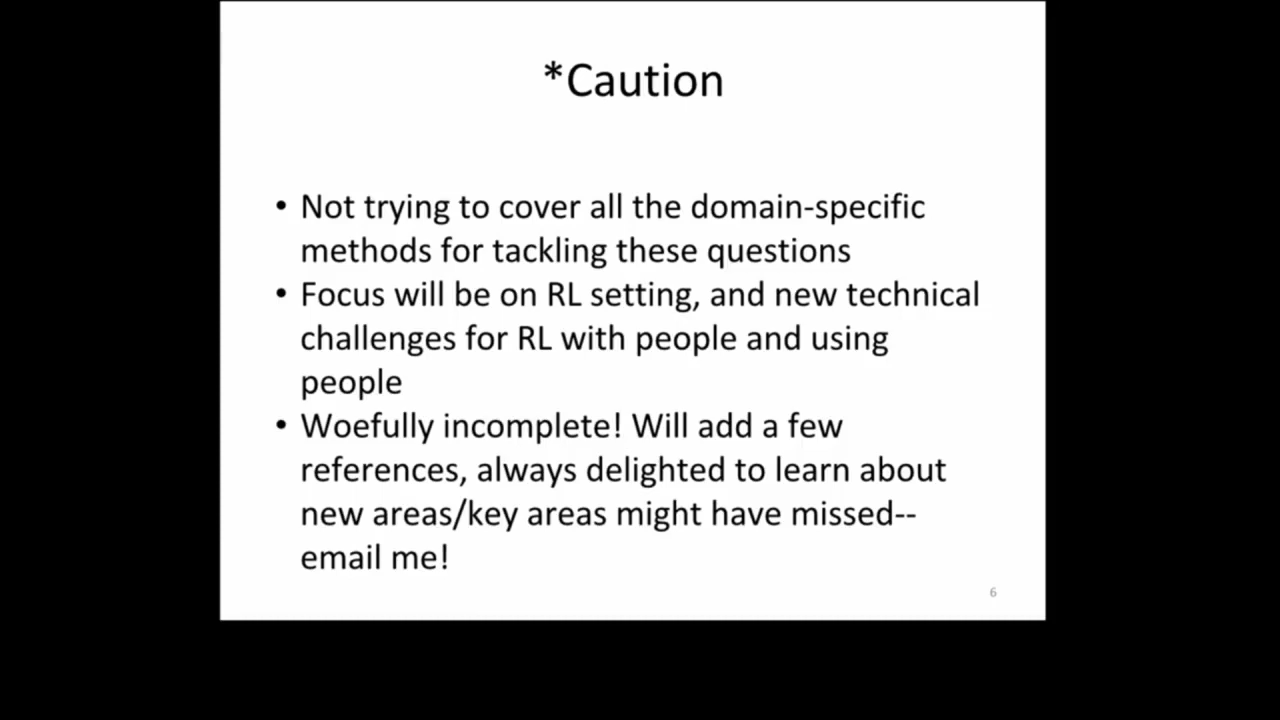 *Caution
• Not trying to cover all the domain-specific
methods for tackling these questions
• Focus will be on RL setting, and new technical
challenges for RL with people and using
people
• Woefully incomplete! Will add a few
references, always delighted to learn about
new areas/key areas might have missed--
email me!
6